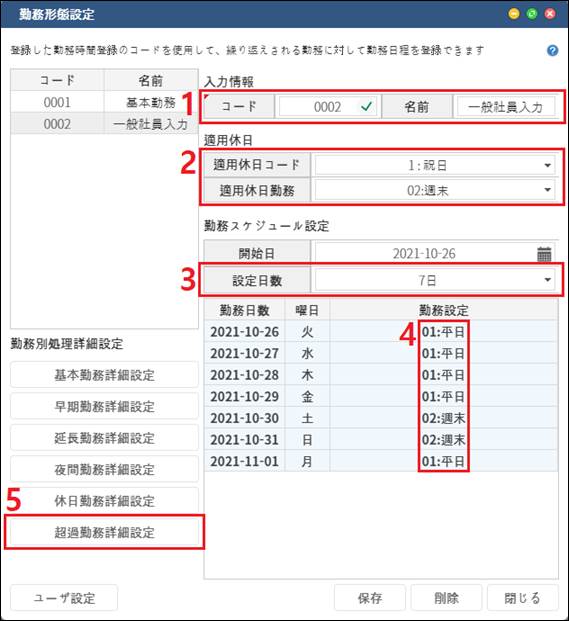 勤務形態設定
登録した勤務時間登録のコードを使用して、繰り返えされる勤務に対して勤務日程を登録できます ?
コード 名前
0001 基本勤務
0002 一般社員入力
入力情報
1 コード 0002 名前 一般社員入力
適用休日
2 適用休日コード 1:祝日
適用休日勤務 02:週末
勤務スケジュール設定
開始日 2021-10-26
3 設定日数 7日
勤務日数 曜日 勤務設定
4
2021-10-26 火 01:平日
2021-10-27 水 01:平日
2021-10-28 木 01:平日
2021-10-29 金 01:平日
2021-10-30 土 02:週末
2021-10-31 日 02:週末
2021-11-01 月 01:平日
勤務別処理詳細設定
基本勤務詳細設定
早期勤務詳細設定
延長勤務詳細設定
夜間勤務詳細設定
休日勤務詳細設定
5
超過勤務詳細設定
ユーザ設定 保存 削除 閉じる